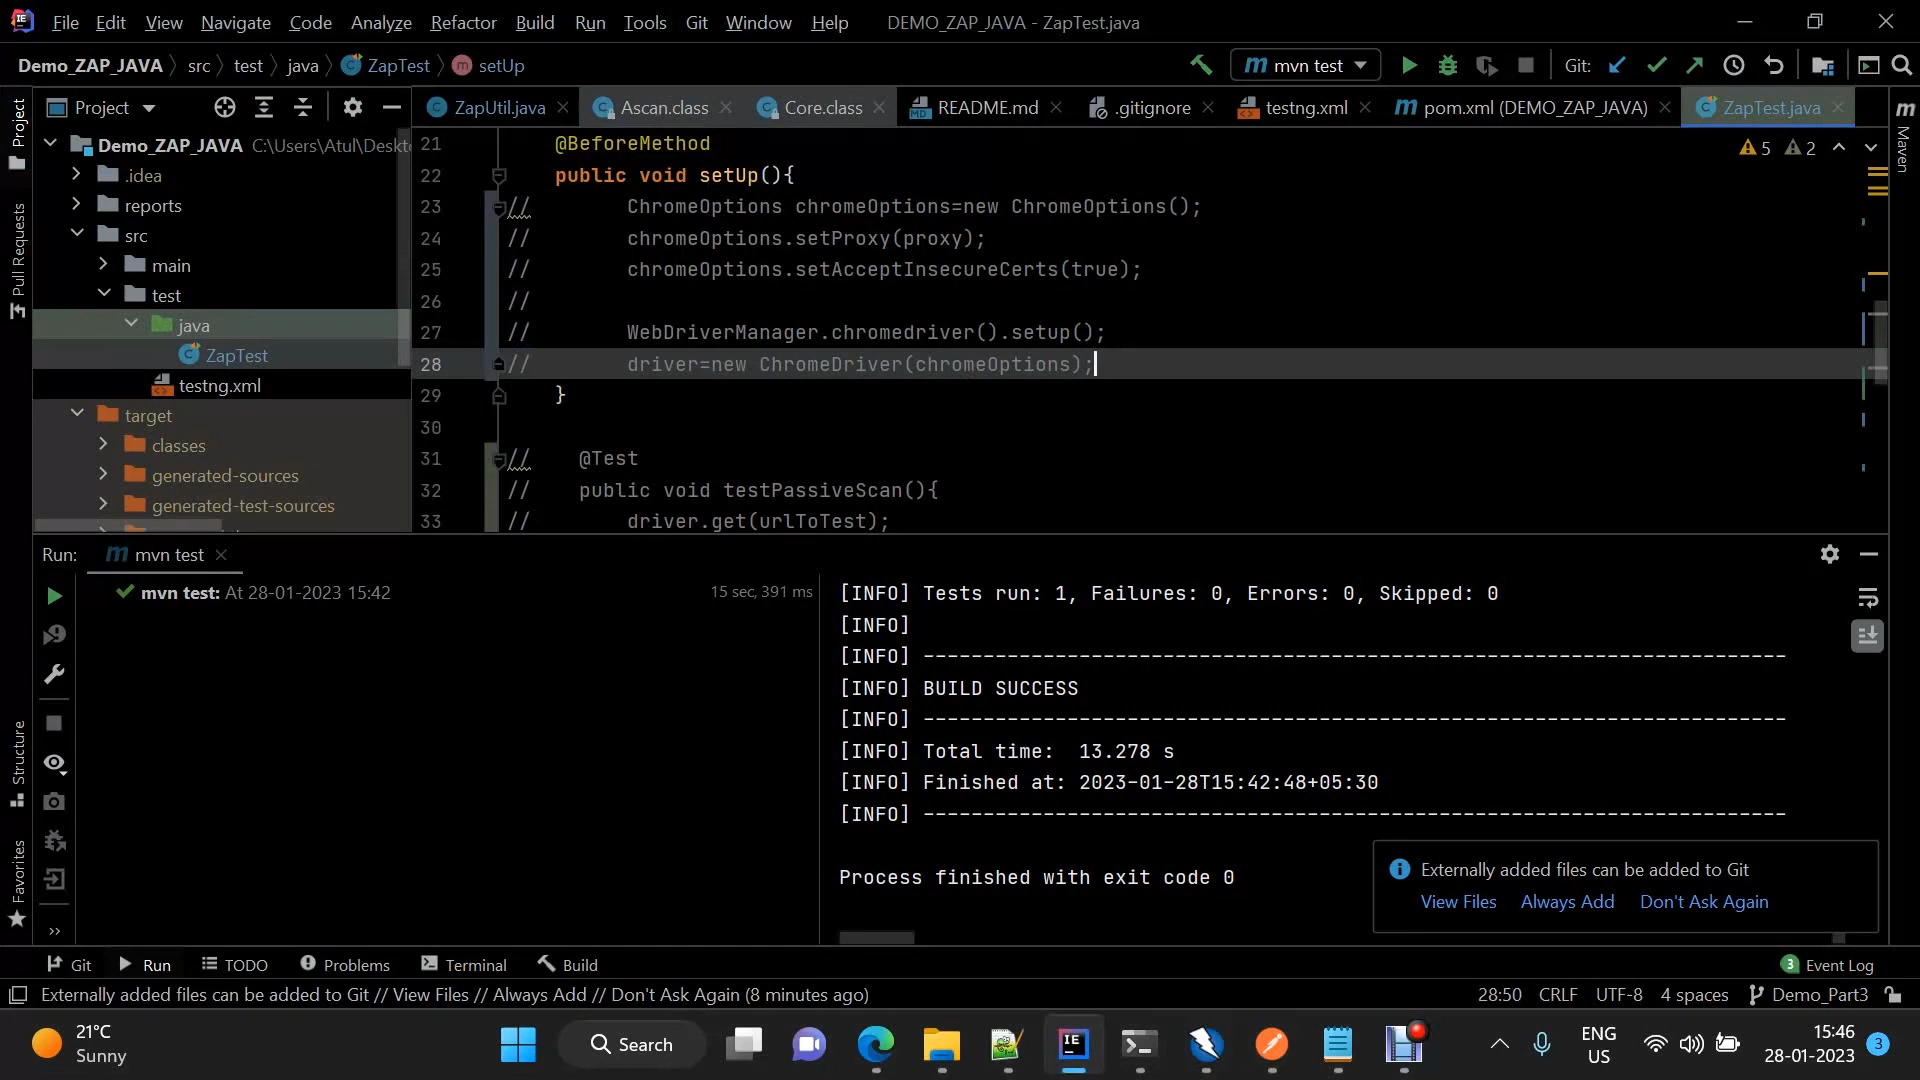 File Edit View Navigate Code Analyze Refactor Build Run Tools Git Window Help DEMO_ZAP_JAVA - ZapTest.java
Demo_ZAP_JAVA src test java ZapTest setUp mvn test Git:
Project ZapUtil.java Ascan.class Core.class README.md .gitignore testng.xml pom.xml (DEMO_ZAP_JAVA) ZapTest.java
Project
Pull Requests
Structure
Favorites
Maven
Demo_ZAP_JAVA C:\Users\Atul\Deskt
.idea
reports
src
main
test
java
ZapTest
testng.xml
target
classes
generated-sources
generated-test-sources
5 2
21 @BeforeMethod
22 public void setUp(){
23 // ChromeOptions chromeOptions=new ChromeOptions();
24 // chromeOptions.setProxy(proxy);
25 // chromeOptions.setAcceptInsecureCerts(true);
26 //
27 // WebDriverManager.chromedriver().setup();
28 // driver=new ChromeDriver(chromeOptions);
29 }
30
31 // @Test
32 // public void testPassiveScan(){
33 // driver.get(urlToTest);
Run: mvn test
mvn test: At 28-01-2023 15:42 15 sec, 391 ms
[INFO] Tests run: 1, Failures: 0, Errors: 0, Skipped: 0
[INFO]
[INFO] ------------------------------------------------------------------------
[INFO] BUILD SUCCESS
[INFO] ------------------------------------------------------------------------
[INFO] Total time:  13.278 s
[INFO] Finished at: 2023-01-28T15:42:48+05:30
[INFO] ------------------------------------------------------------------------
Process finished with exit code 0
Externally added files can be added to Git
View Files Always Add Don't Ask Again
Git Run TODO Problems Terminal Build 3 Event Log
Externally added files can be added to Git // View Files // Always Add // Don't Ask Again (8 minutes ago) 28:50 CRLF UTF-8 4 spaces Demo_Part3
21°C
Sunny
Search
ENG
US
15:46
28-01-2023
3